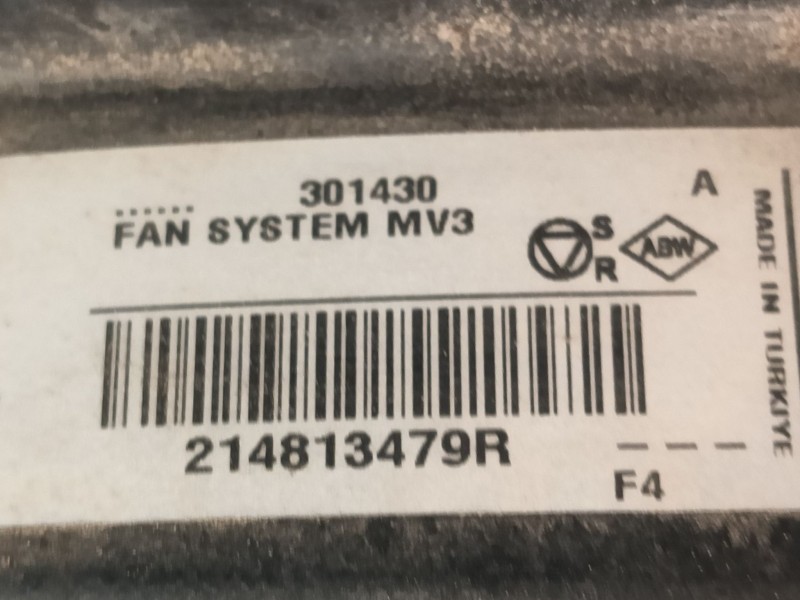 301430
A
......
FAN SYSTEM MV3
S
R
ABW
214813479R
_ _ _
F4
MADE IN TURKIYE